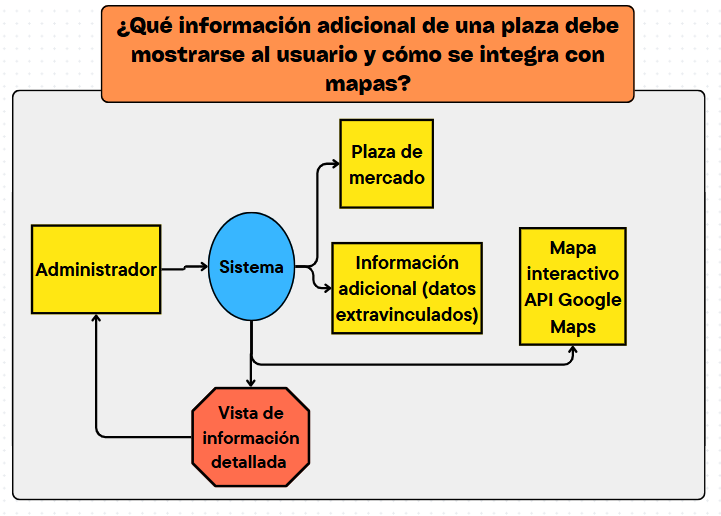 ¿Qué información adicional de una plaza debe
mostrarse al usuario y cómo se integra con
mapas?
Plaza de
mercado
Administrador
Sistema
Información
adicional (datos
extravinculados)
Mapa
interactivo
API Google
Maps
Vista de
información
detallada